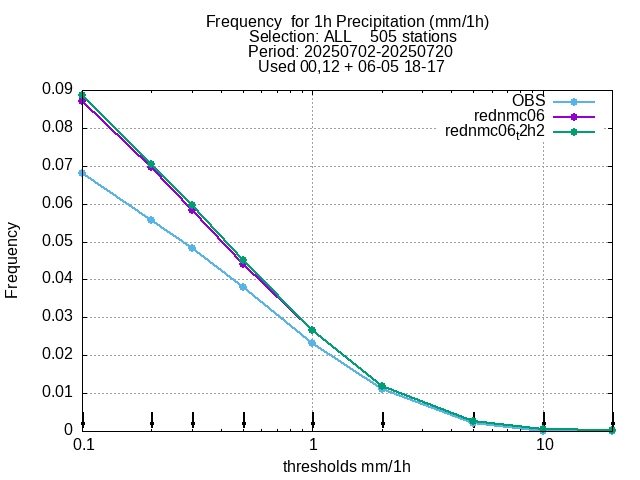 Frequency  for 1h Precipitation (mm/1h)
Selection: ALL    505 stations
Period: 20250702-20250720
Used 00,12 + 06-05 18-17
OBS
rednmc06
rednmc06_t2h2
0.09
0.08
0.07
0.06
0.05
0.04
0.03
0.02
0.01
0
Frequency
0.1
1
10
thresholds mm/1h